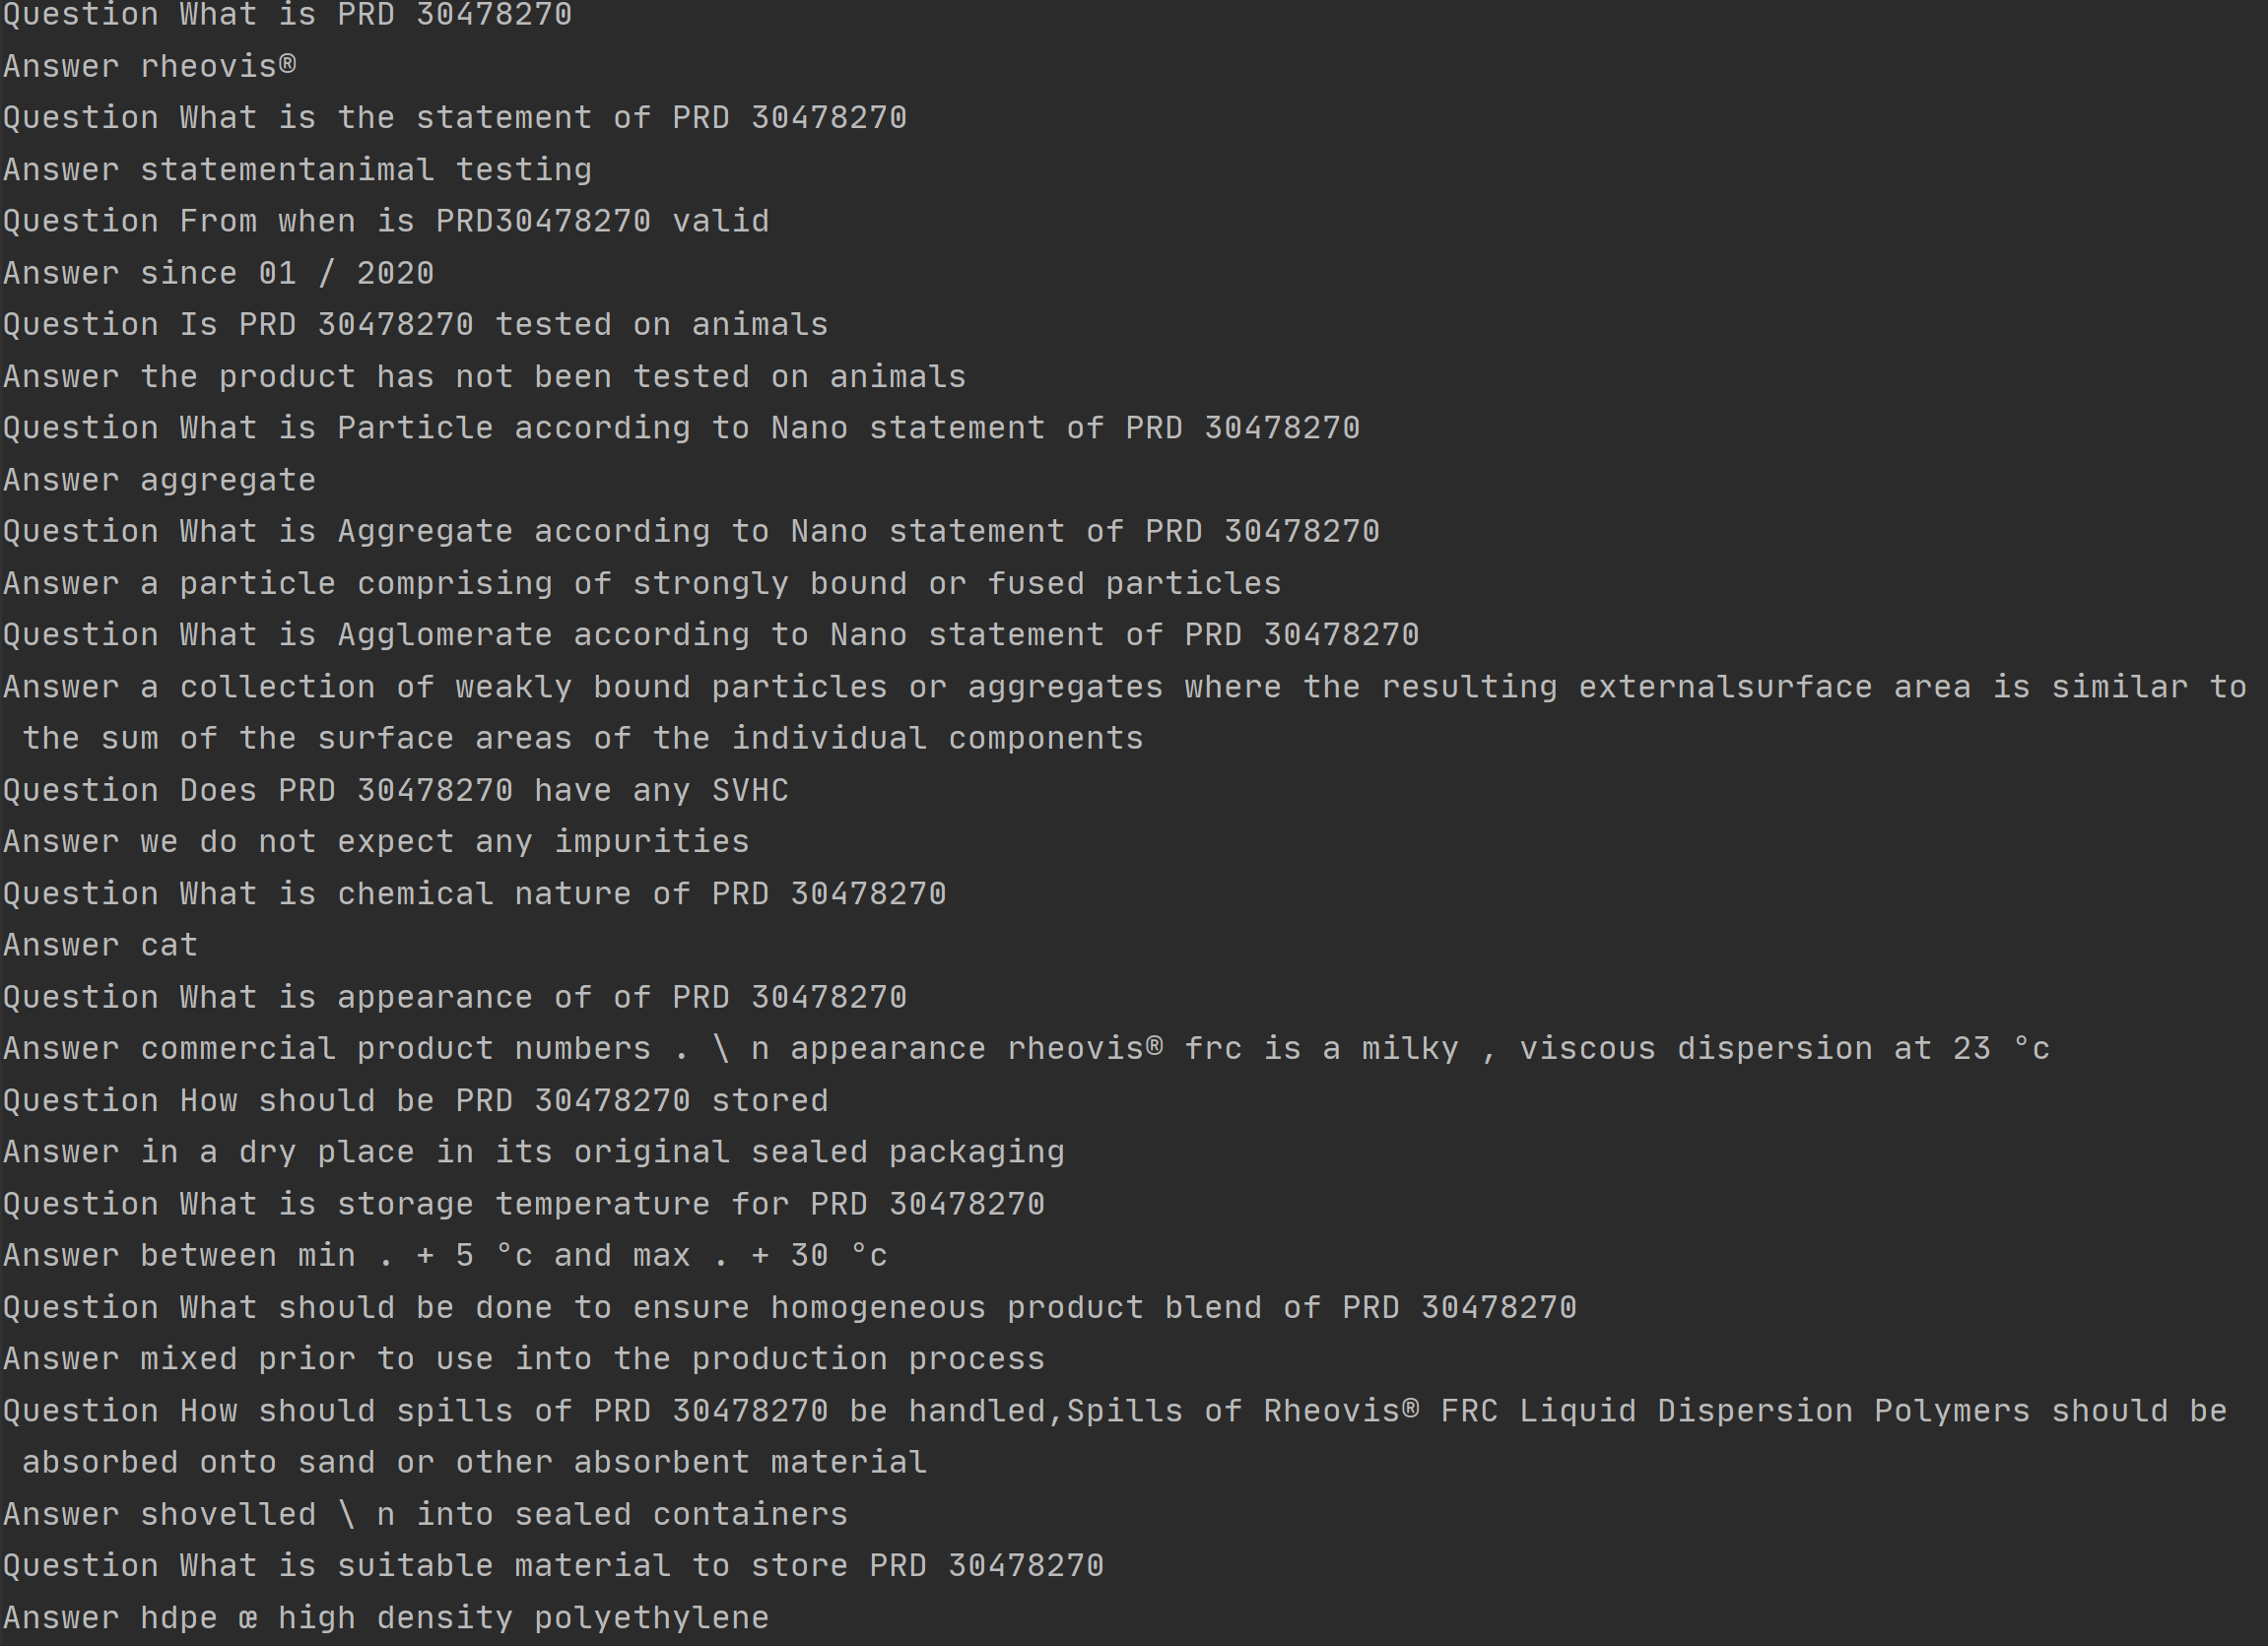 Question What is PRD 30478270
Answer rheovis®
Question What is the statement of PRD 30478270
Answer statementanimal testing
Question From when is PRD30478270 valid
Answer since 01 / 2020
Question Is PRD 30478270 tested on animals
Answer the product has not been tested on animals
Question What is Particle according to Nano statement of PRD 30478270
Answer aggregate
Question What is Aggregate according to Nano statement of PRD 30478270
Answer a particle comprising of strongly bound or fused particles
Question What is Agglomerate according to Nano statement of PRD 30478270
Answer a collection of weakly bound particles or aggregates where the resulting externalsurface area is similar to
the sum of the surface areas of the individual components
Question Does PRD 30478270 have any SVHC
Answer we do not expect any impurities
Question What is chemical nature of PRD 30478270
Answer cat
Question What is appearance of of PRD 30478270
Answer commercial product numbers . \ n appearance rheovis® frc is a milky , viscous dispersion at 23 °c
Question How should be PRD 30478270 stored
Answer in a dry place in its original sealed packaging
Question What is storage temperature for PRD 30478270
Answer between min . + 5 °c and max . + 30 °c
Question What should be done to ensure homogeneous product blend of PRD 30478270
Answer mixed prior to use into the production process
Question How should spills of PRD 30478270 be handled,Spills of Rheovis® FRC Liquid Dispersion Polymers should be
absorbed onto sand or other absorbent material
Answer shovelled \ n into sealed containers
Question What is suitable material to store PRD 30478270
Answer hdpe œ high density polyethylene